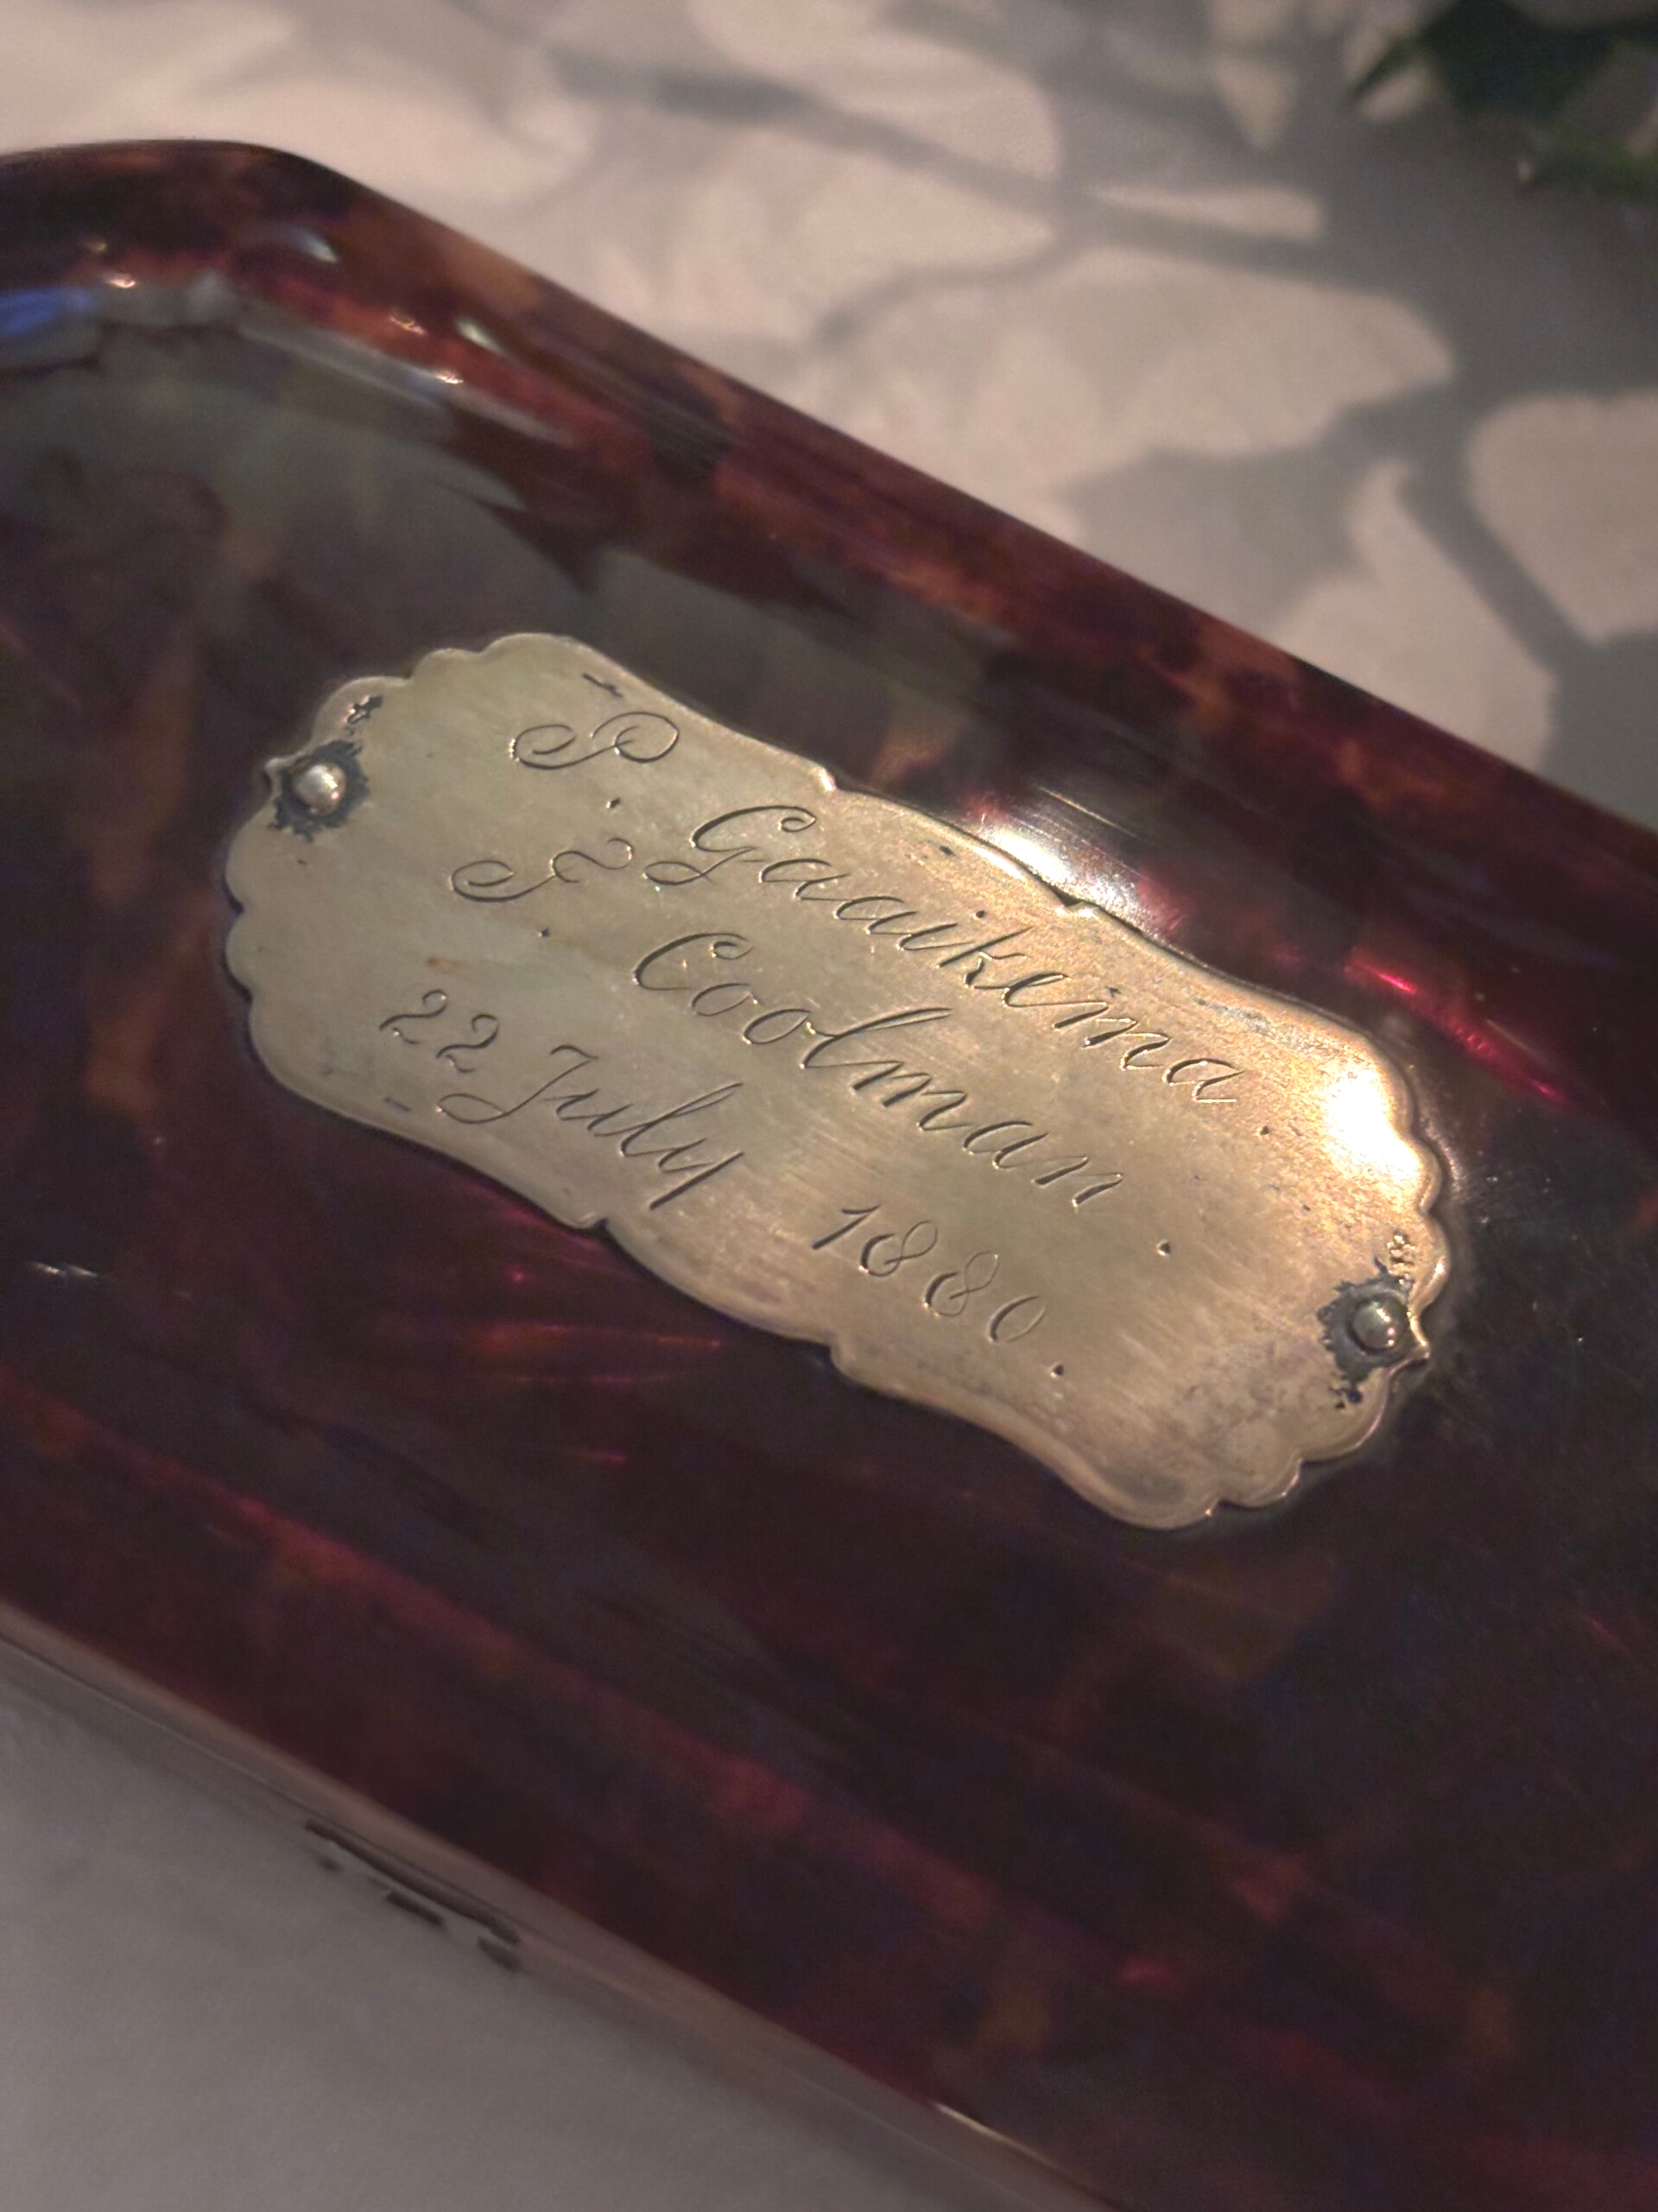 P. Gaaikema.
S. Coolman.
22 July 1880.